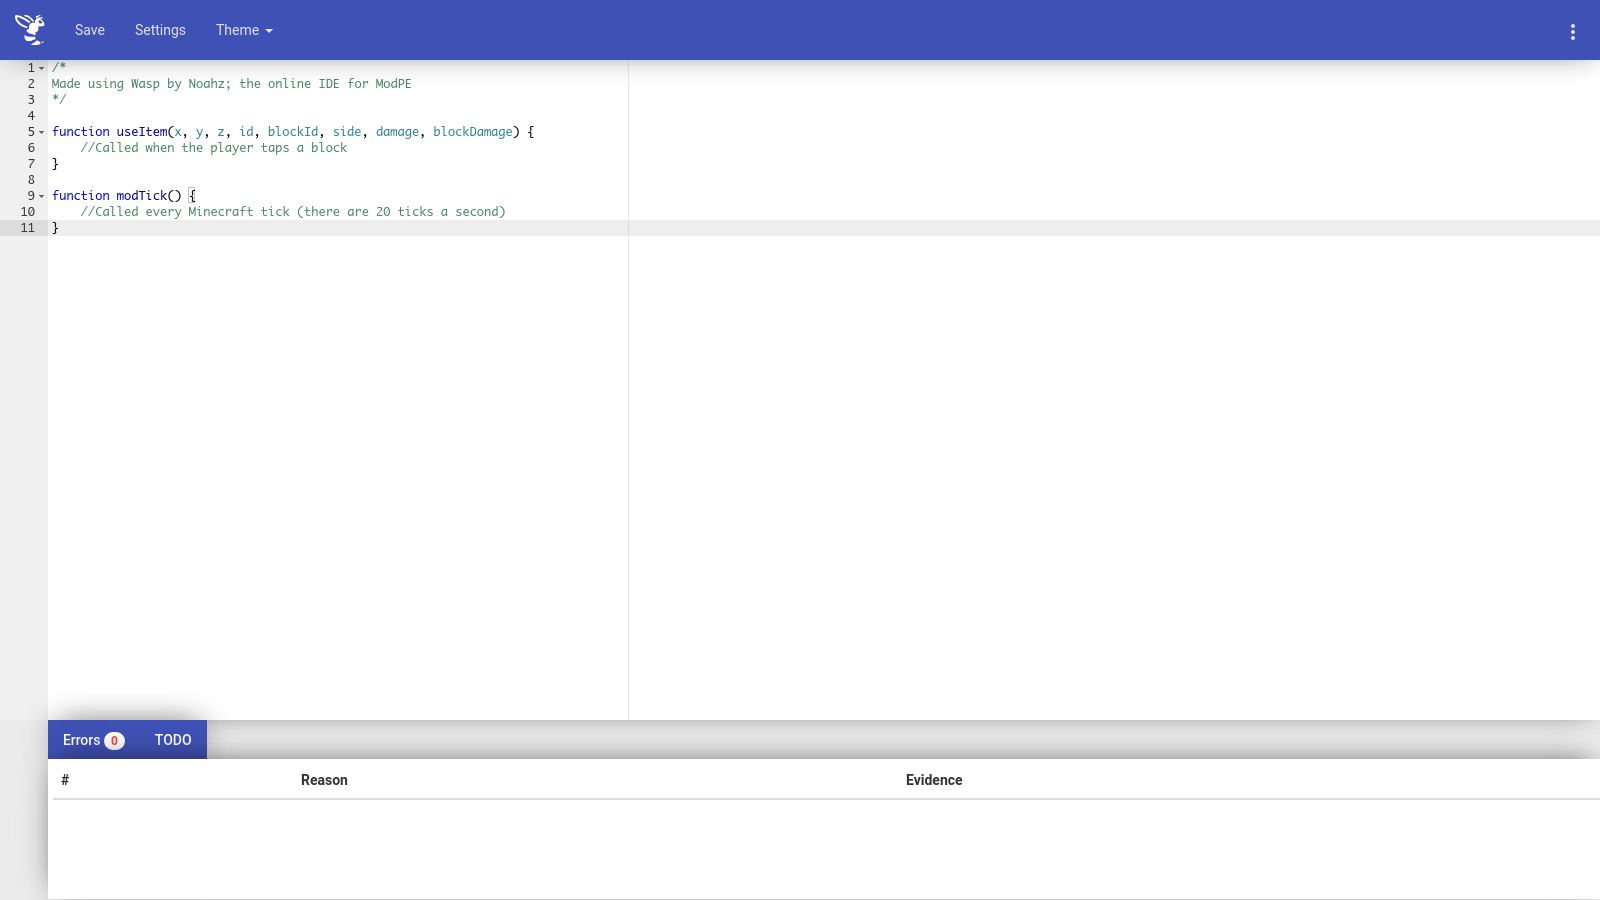 Save Settings Theme
1 /*
2 Made using Wasp by Noahz; the online IDE for ModPE
3 */
4
5 function useItem(x, y, z, id, blockId, side, damage, blockDamage) {
6     //Called when the player taps a block
7 }
8
9 function modTick() {
10     //Called every Minecraft tick (there are 20 ticks a second)
11 }
Errors 0 TODO
# Reason Evidence